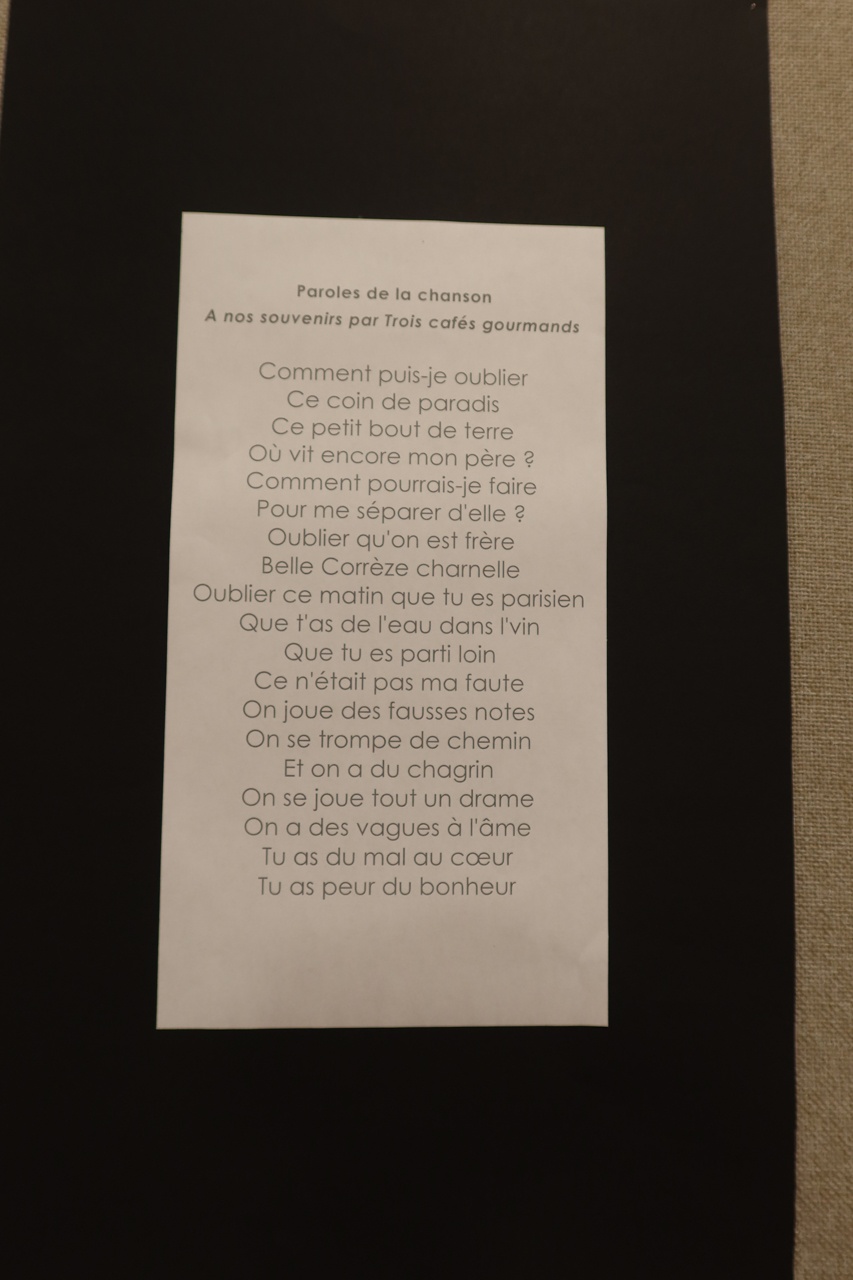 Paroles de la chanson
A nos souvenirs par Trois cafés gourmands
Comment puis-je oublier
Ce coin de paradis
Ce petit bout de terre
Où vit encore mon père ?
Comment pourrais-je faire
Pour me séparer d'elle ?
Oublier qu'on est frère
Belle Corrèze charnelle
Oublier ce matin que tu es parisien
Que t'as de l'eau dans l'vin
Que tu es parti loin
Ce n'était pas ma faute
On joue des fausses notes
On se trompe de chemin
Et on a du chagrin
On se joue tout un drame
On a des vagues à l'âme
Tu as du mal au cœur
Tu as peur du bonheur